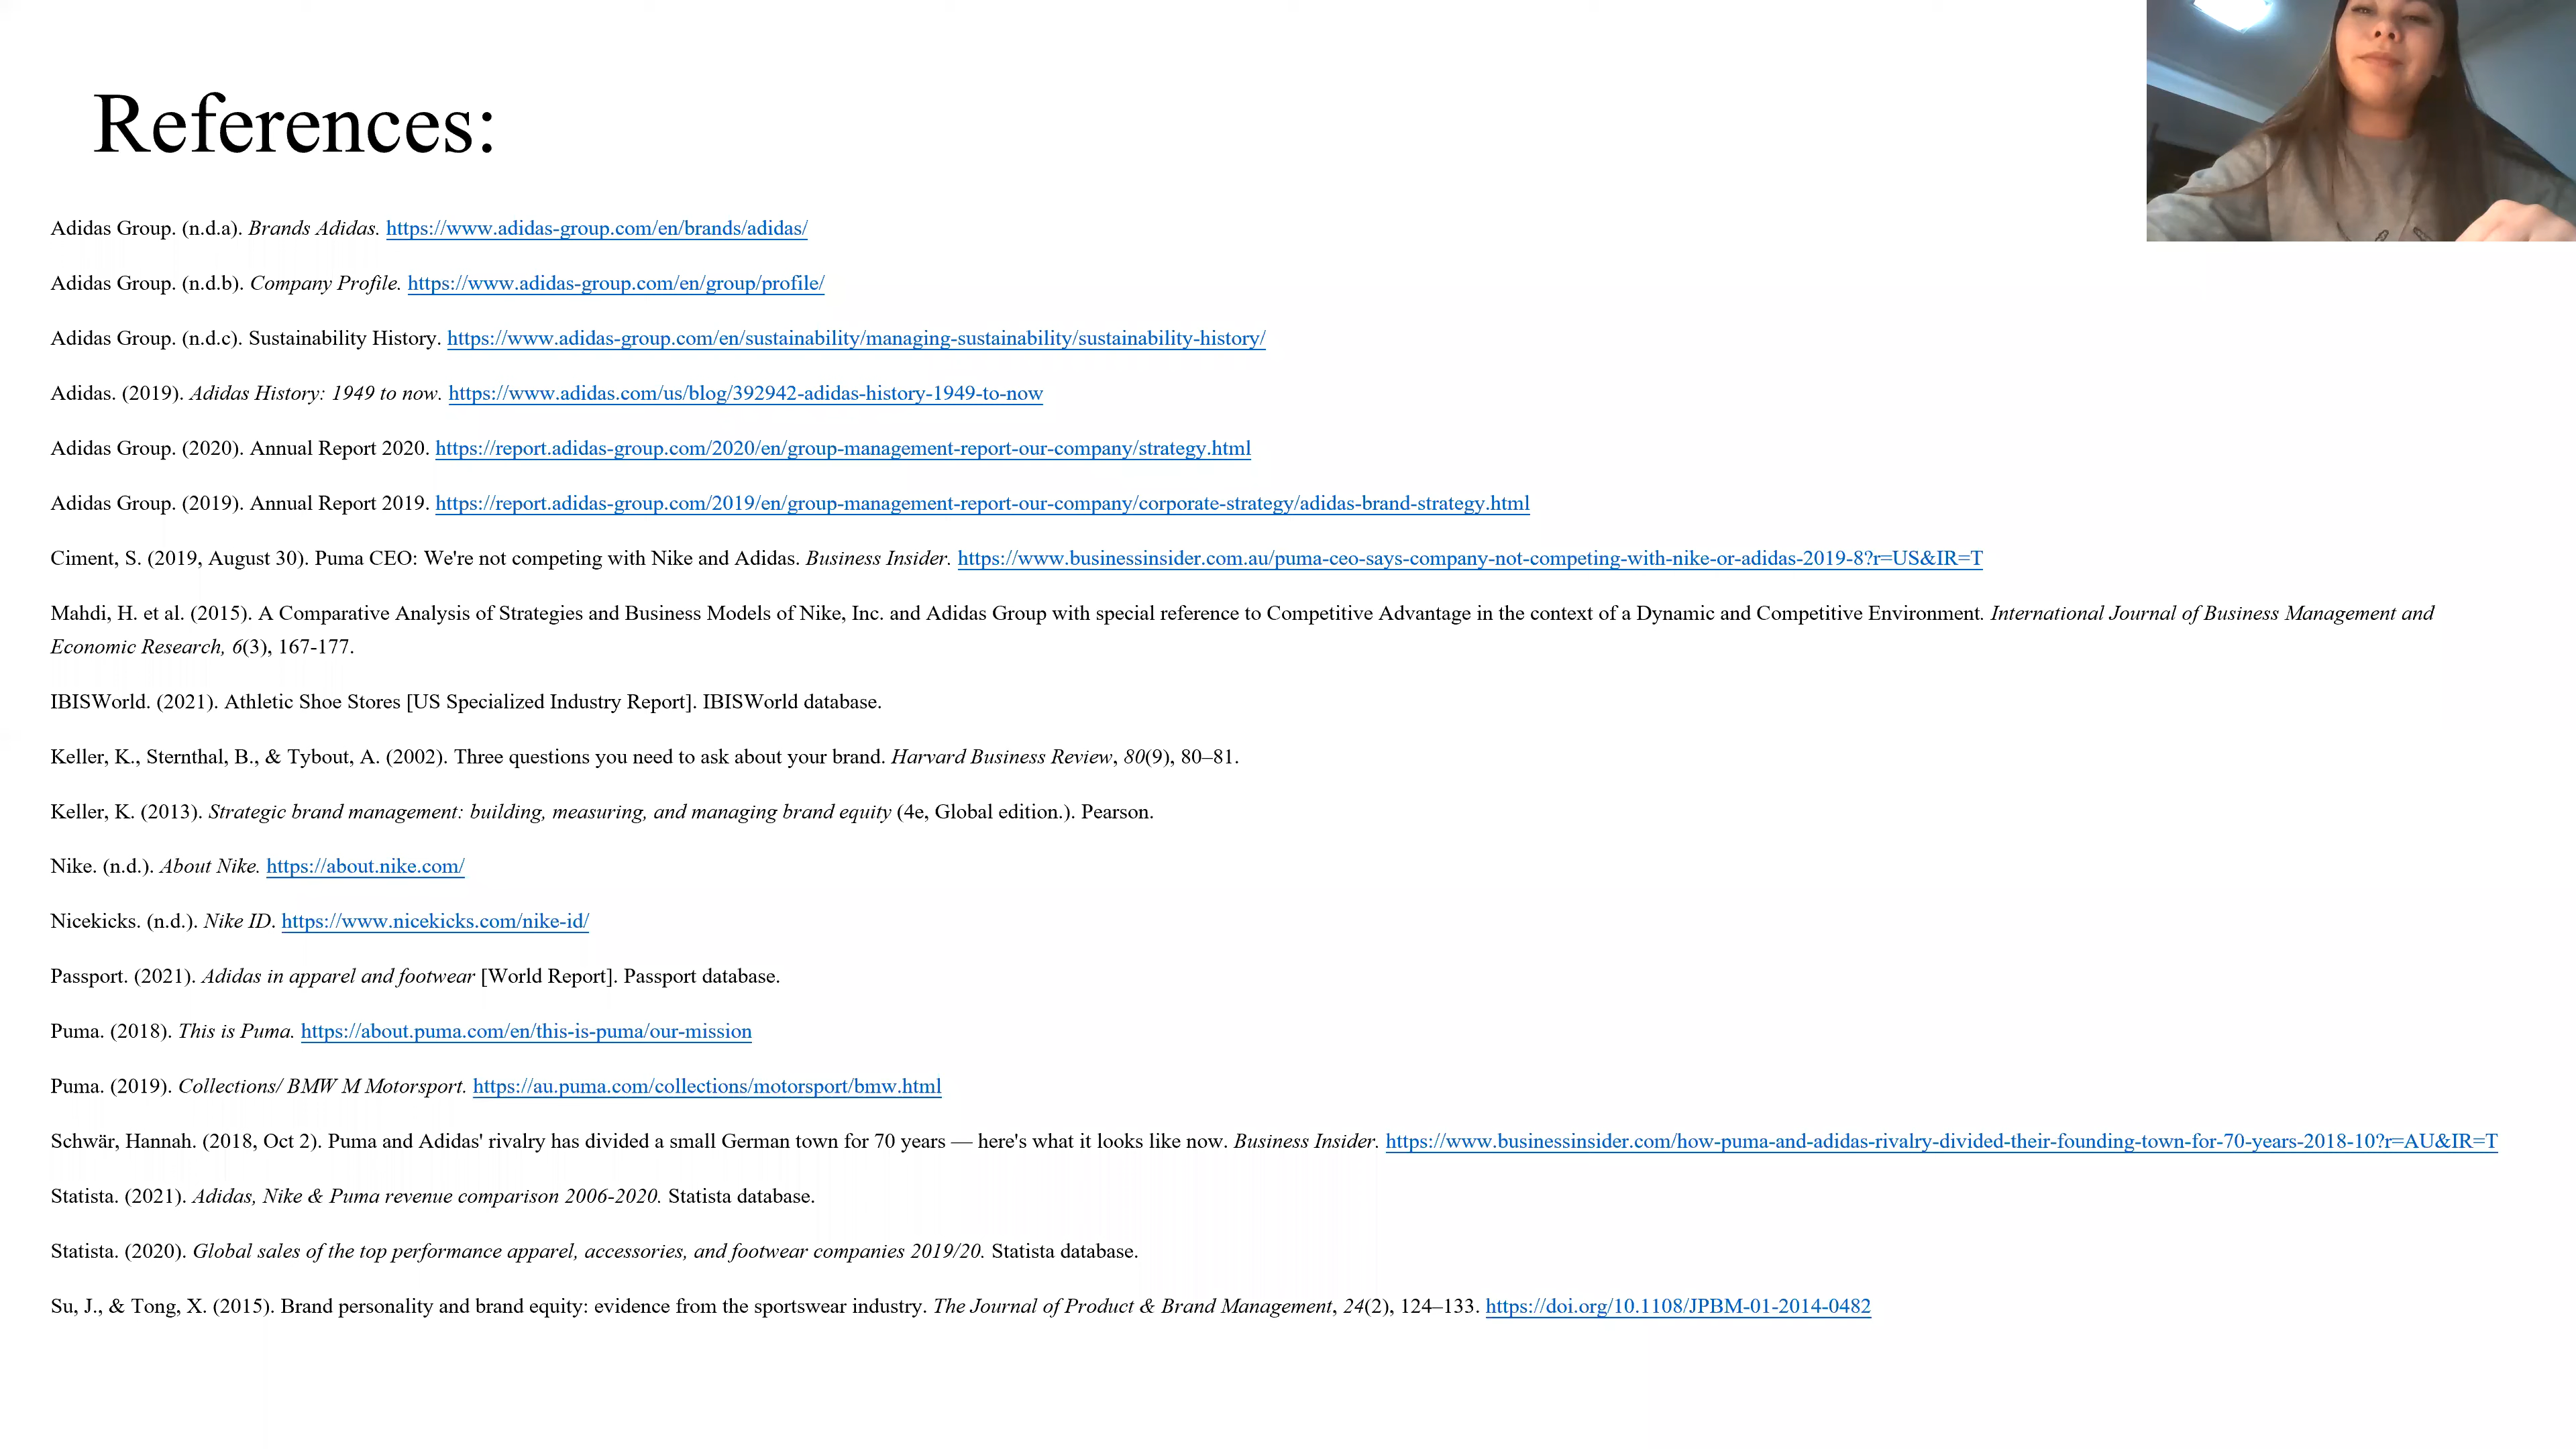 References:
Adidas Group. (n.d.a). Brands Adidas. https://www.adidas-group.com/en/brands/adidas/
Adidas Group. (n.d.b). Company Profile. https://www.adidas-group.com/en/group/profile/
Adidas Group. (n.d.c). Sustainability History. https://www.adidas-group.com/en/sustainability/managing-sustainability/sustainability-history/
Adidas. (2019). Adidas History: 1949 to now. https://www.adidas.com/us/blog/392942-adidas-history-1949-to-now
Adidas Group. (2020). Annual Report 2020. https://report.adidas-group.com/2020/en/group-management-report-our-company/strategy.html
Adidas Group. (2019). Annual Report 2019. https://report.adidas-group.com/2019/en/group-management-report-our-company/corporate-strategy/adidas-brand-strategy.html
Ciment, S. (2019, August 30). Puma CEO: We're not competing with Nike and Adidas. Business Insider. https://www.businessinsider.com.au/puma-ceo-says-company-not-competing-with-nike-or-adidas-2019-8?r=US&IR=T
Mahdi, H. et al. (2015). A Comparative Analysis of Strategies and Business Models of Nike, Inc. and Adidas Group with special reference to Competitive Advantage in the context of a Dynamic and Competitive Environment. International Journal of Business Management and
Economic Research, 6(3), 167-177.
IBISWorld. (2021). Athletic Shoe Stores [US Specialized Industry Report]. IBISWorld database.
Keller, K., Sternthal, B., & Tybout, A. (2002). Three questions you need to ask about your brand. Harvard Business Review, 80(9), 80–81.
Keller, K. (2013). Strategic brand management: building, measuring, and managing brand equity (4e, Global edition.). Pearson.
Nike. (n.d.). About Nike. https://about.nike.com/
Nicekicks. (n.d.). Nike ID. https://www.nicekicks.com/nike-id/
Passport. (2021). Adidas in apparel and footwear [World Report]. Passport database.
Puma. (2018). This is Puma. https://about.puma.com/en/this-is-puma/our-mission
Puma. (2019). Collections/ BMW M Motorsport. https://au.puma.com/collections/motorsport/bmw.html
Schwär, Hannah. (2018, Oct 2). Puma and Adidas' rivalry has divided a small German town for 70 years — here's what it looks like now. Business Insider. https://www.businessinsider.com/how-puma-and-adidas-rivalry-divided-their-founding-town-for-70-years-2018-10?r=AU&IR=T
Statista. (2021). Adidas, Nike & Puma revenue comparison 2006-2020. Statista database.
Statista. (2020). Global sales of the top performance apparel, accessories, and footwear companies 2019/20. Statista database.
Su, J., & Tong, X. (2015). Brand personality and brand equity: evidence from the sportswear industry. The Journal of Product & Brand Management, 24(2), 124–133. https://doi.org/10.1108/JPBM-01-2014-0482